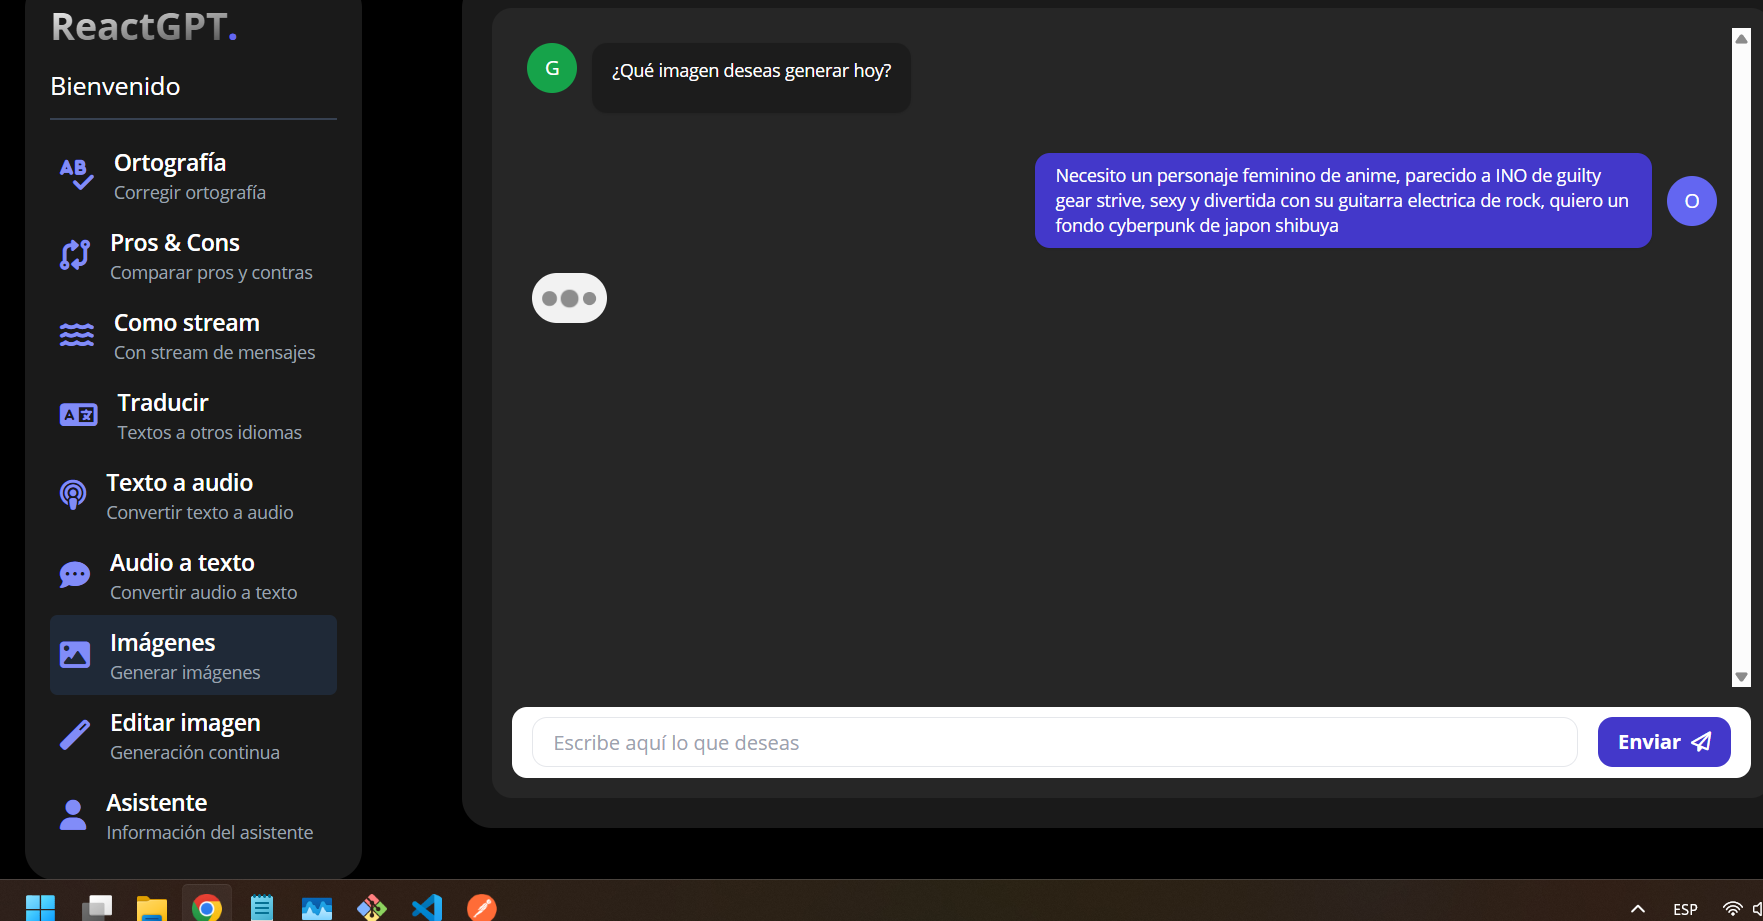 ReactGPT.
Bienvenido
AB
Ortografía
Corregir ortografía
Pros & Cons
Comparar pros y contras
Como stream
Con stream de mensajes
A 文
Traducir
Textos a otros idiomas
Texto a audio
Convertir texto a audio
Audio a texto
Convertir audio a texto
Imágenes
Generar imágenes
Editar imagen
Generación continua
Asistente
Información del asistente
G
¿Qué imagen deseas generar hoy?
Necesito un personaje feminino de anime, parecido a INO de guilty
gear strive, sexy y divertida con su guitarra electrica de rock, quiero un
fondo cyberpunk de japon shibuya
O
Escribe aquí lo que deseas
Enviar
ESP